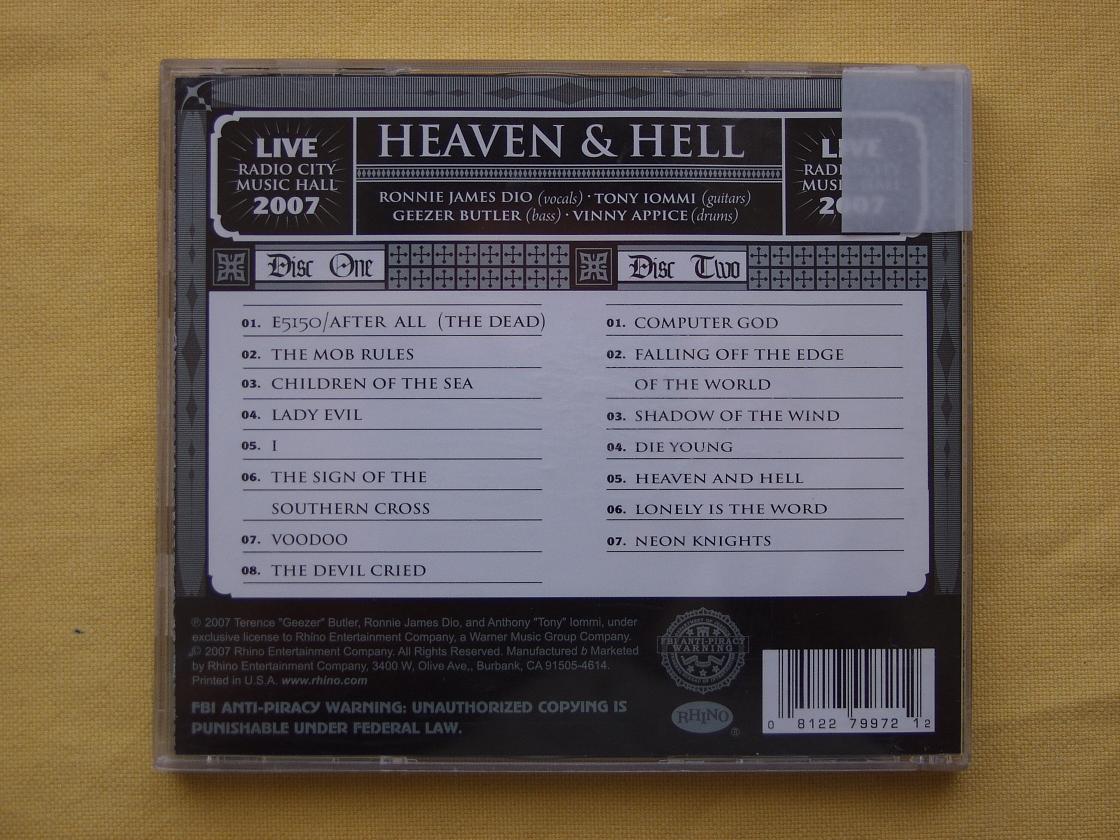 LIVE
RADIO CITY
MUSIC HALL
2007
HEAVEN & HELL
RONNIE JAMES DIO (vocals) · TONY IOMMI (guitars)
GEEZER BUTLER (bass) · VINNY APPICE (drums)
LIVE
RADIO CITY
MUSIC HALL
2007
Disc One
01. E5150/AFTER ALL (THE DEAD)
02. THE MOB RULES
03. CHILDREN OF THE SEA
04. LADY EVIL
05. I
06. THE SIGN OF THE
SOUTHERN CROSS
07. VOODOO
08. THE DEVIL CRIED
Disc Two
01. COMPUTER GOD
02. FALLING OFF THE EDGE
OF THE WORLD
03. SHADOW OF THE WIND
04. DIE YOUNG
05. HEAVEN AND HELL
06. LONELY IS THE WORD
07. NEON KNIGHTS
℗ 2007 Terence "Geezer" Butler, Ronnie James Dio, and Anthony "Tony" Iommi, under
exclusive license to Rhino Entertainment Company, a Warner Music Group Company.
© 2007 Rhino Entertainment Company. All Rights Reserved. Manufactured b Marketed
by Rhino Entertainment Company, 3400 W, Olive Ave,, Burbank, CA 91505-4614.
Printed in U.S.A. www.rhino.com
FBI ANTI-PIRACY WARNING: UNAUTHORIZED COPYING IS
PUNISHABLE UNDER FEDERAL LAW.
FBI ANTI-PIRACY
WARNING
RHINO
®
0 8122 79972 1 2